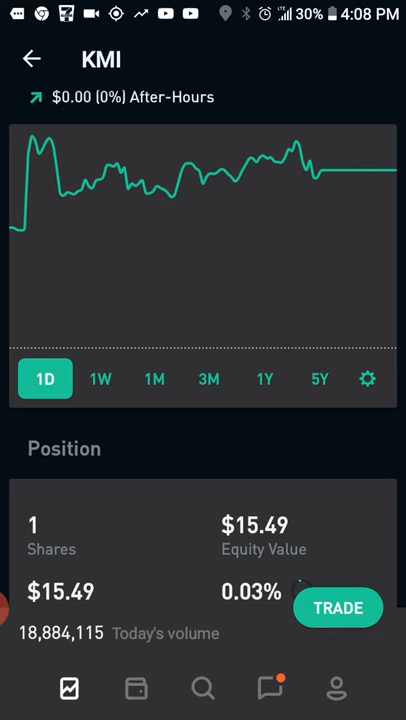 LTE 30% 4:08 PM
KMI
$0.00 (0%) After-Hours
1D 1W 1M 3M 1Y 5Y
Position
1 $15.49
Shares Equity Value
$15.49 0.03%
TRADE
18,884,115 Today's volume